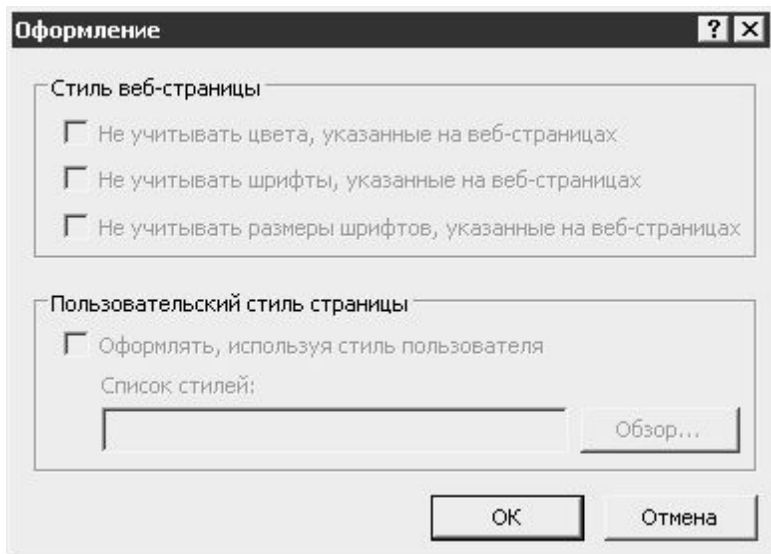 Оформление
Стиль веб-страницы
Не учитывать цвета, указанные на веб-страницах
Не учитывать шрифты, указанные на веб-страницах
Не учитывать размеры шрифтов, указанные на веб-страницах
Пользовательский стиль страницы
Оформлять, используя стиль пользователя
Список стилей:
Обзор...
ОК Отмена